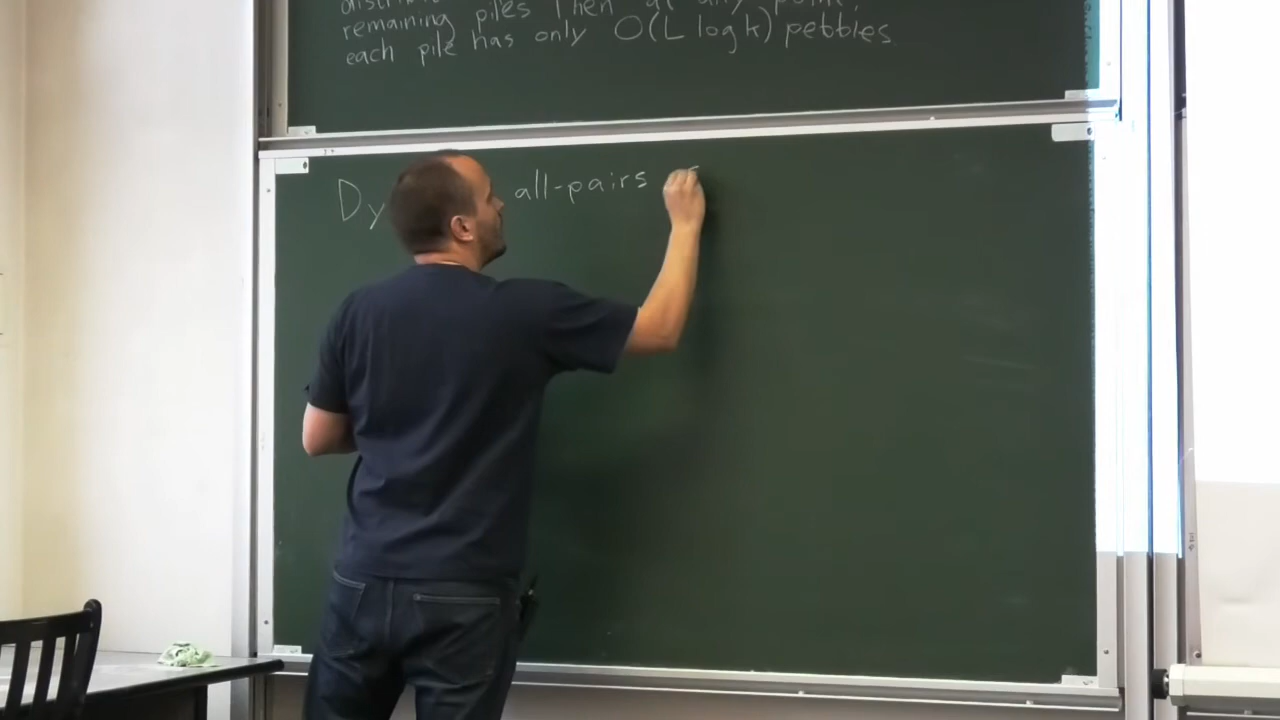 remaining piles Then at any point,
each pile has only O(L log k) pebbles
Dy all-pairs